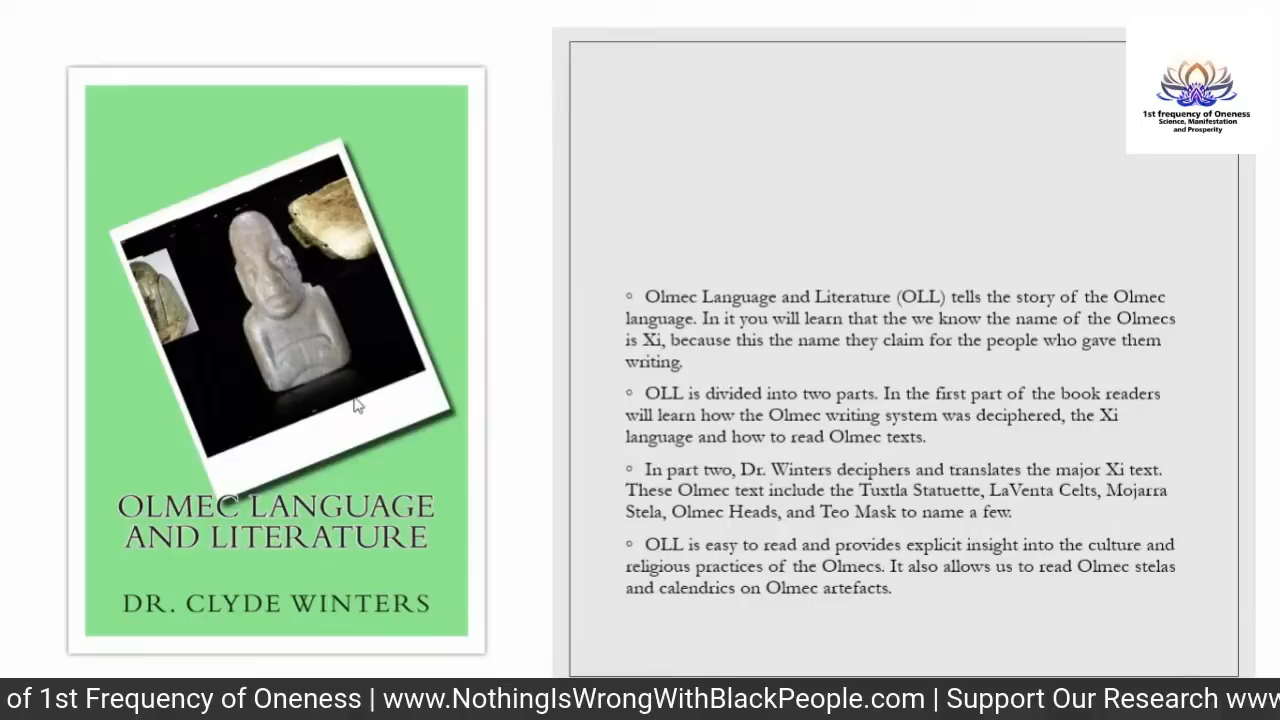 1st frequency of Oneness
Science, Manifestation
and Prosperity
OLMEC LANGUAGE
AND LITERATURE
DR. CLYDE WINTERS
◦ Olmec Language and Literature (OLL) tells the story of the Olmec
language. In it you will learn that the we know the name of the Olmecs
is Xi, because this the name they claim for the people who gave them
writing.
◦ OLL is divided into two parts. In the first part of the book readers
will learn how the Olmec writing system was deciphered, the Xi
language and how to read Olmec texts.
◦ In part two, Dr. Winters deciphers and translates the major Xi text.
These Olmec text include the Tuxtla Statuette, LaVenta Celts, Mojarra
Stela, Olmec Heads, and Teo Mask to name a few.
◦ OLL is easy to read and provides explicit insight into the culture and
religious practices of the Olmecs. It also allows us to read Olmec stelas
and calendrics on Olmec artefacts.
of 1st Frequency of Oneness | www.NothingIsWrongWithBlackPeople.com | Support Our Research www